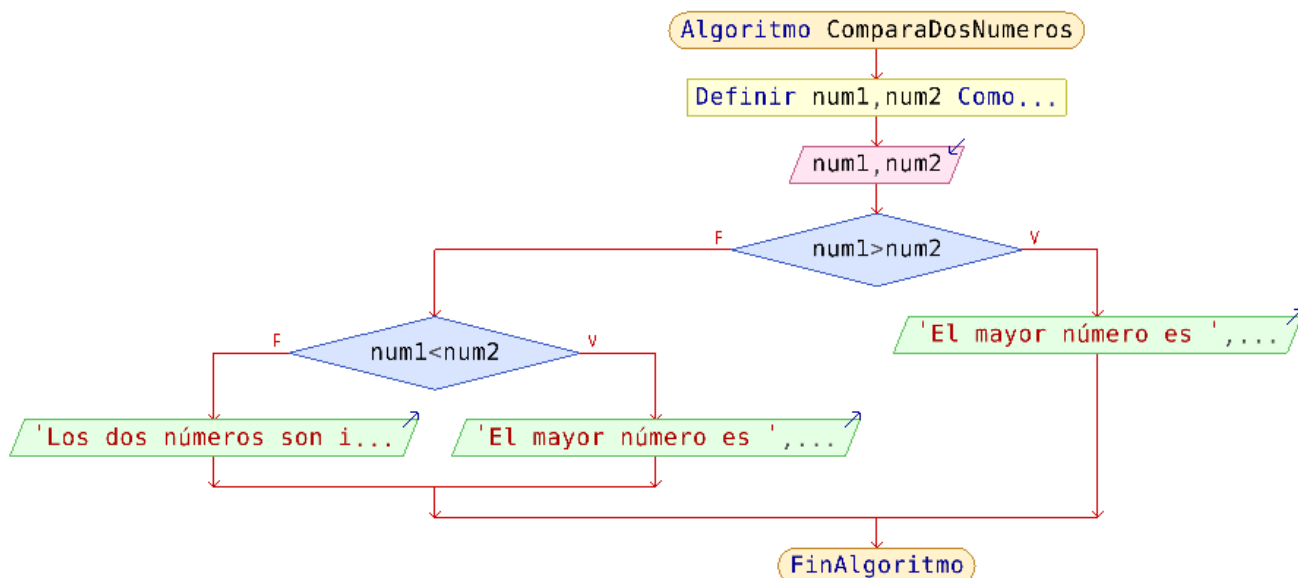 Algoritmo ComparaDosNumeros
Definir num1,num2 Como...
num1,num2
F
num1>num2
V
'El mayor número es ',...
F
num1<num2
V
'Los dos números son i...
'El mayor número es ',...
FinAlgoritmo